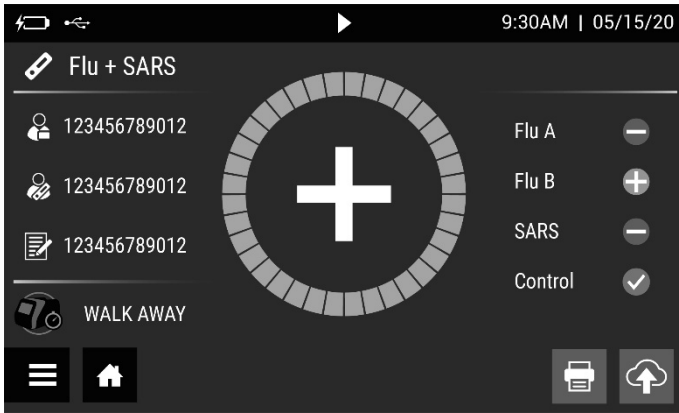 9:30AM | 05/15/20
Flu + SARS
123456789012
123456789012
123456789012
WALK AWAY
Flu A
Flu B
SARS
Control